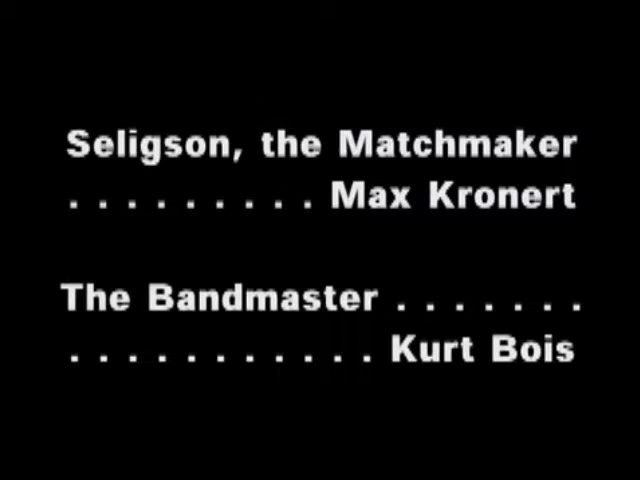 Seligson, the Matchmaker
. . . . . . . . . Max Kronert
The Bandmaster . . . . . . .
. . . . . . . . . . . Kurt Bois